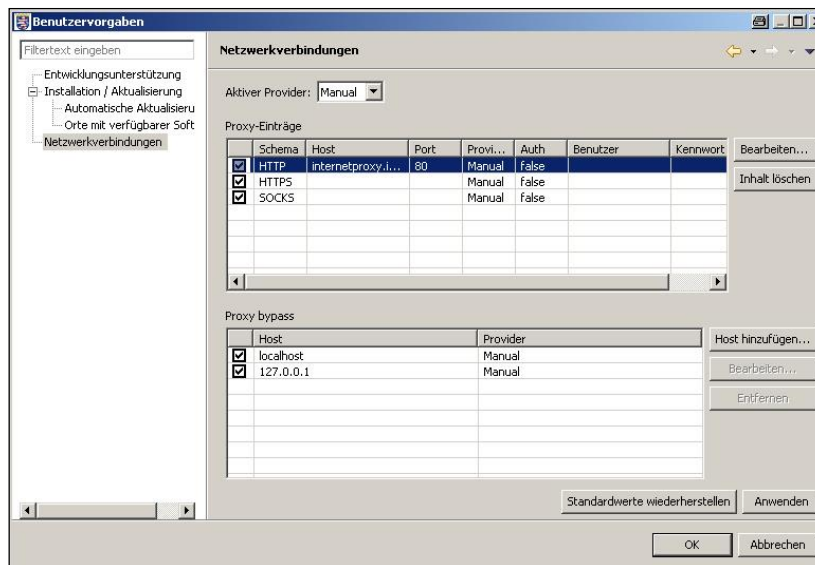 Benutzervorgaben
Filtertext eingeben
Entwicklungsunterstützung
Installation / Aktualisierung
Automatische Aktualisieru
Orte mit verfügbarer Soft
Netzwerkverbindungen
Netzwerkverbindungen
Aktiver Provider: Manual
Proxy-Einträge
Schema Host Port Provi... Auth Benutzer Kennwort
HTTP internetproxy.i... 80 Manual false
HTTPS Manual false
SOCKS Manual false
Bearbeiten...
Inhalt löschen
Proxy bypass
Host Provider
localhost Manual
127.0.0.1 Manual
Host hinzufügen...
Bearbeiten...
Entfernen
Standardwerte wiederherstellen Anwenden
OK Abbrechen